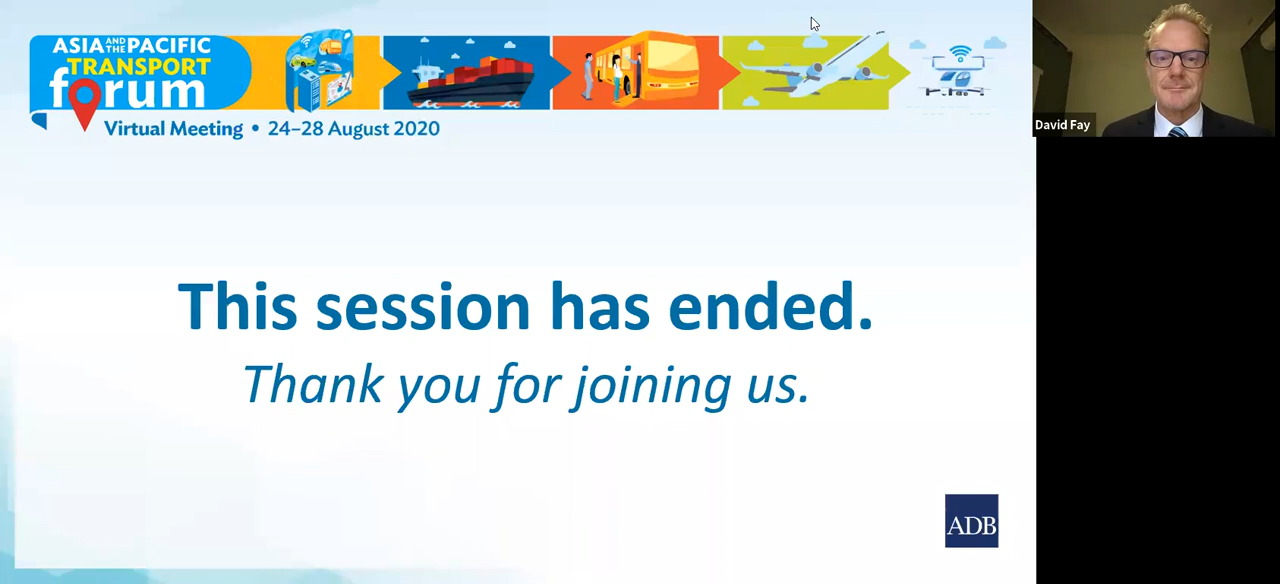 ASIA AND THE PACIFIC
TRANSPORT
forum
Virtual Meeting • 24–28 August 2020
David Fay
This session has ended.
Thank you for joining us.
ADB